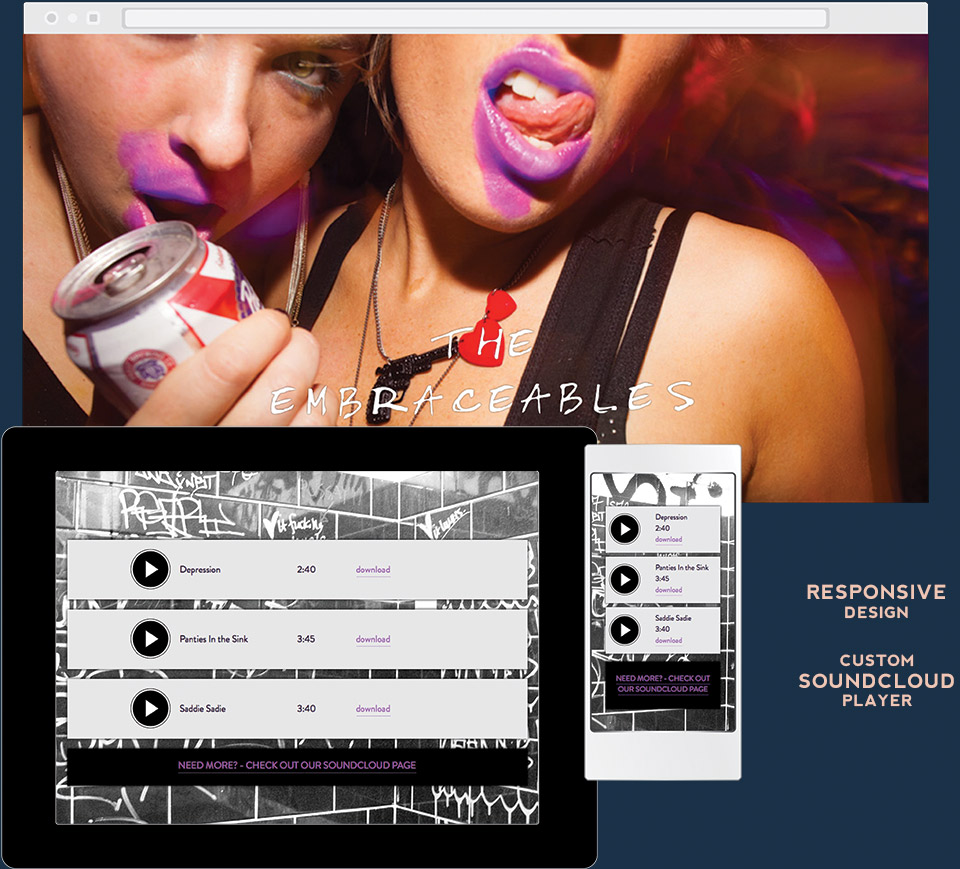 THE
EMBRACEABLES
Depression
2:40
download
Panties In the Sink
3:45
download
Saddie Sadie
3:40
download
NEED MORE? - CHECK OUT OUR SOUNDCLOUD PAGE
Depression
2:40
download
Panties In the Sink
3:45
download
Saddie Sadie
3:40
download
NEED MORE? - CHECK OUT
OUR SOUNDCLOUD PAGE
RESPONSIVE
DESIGN
CUSTOM
SOUNDCLOUD
PLAYER